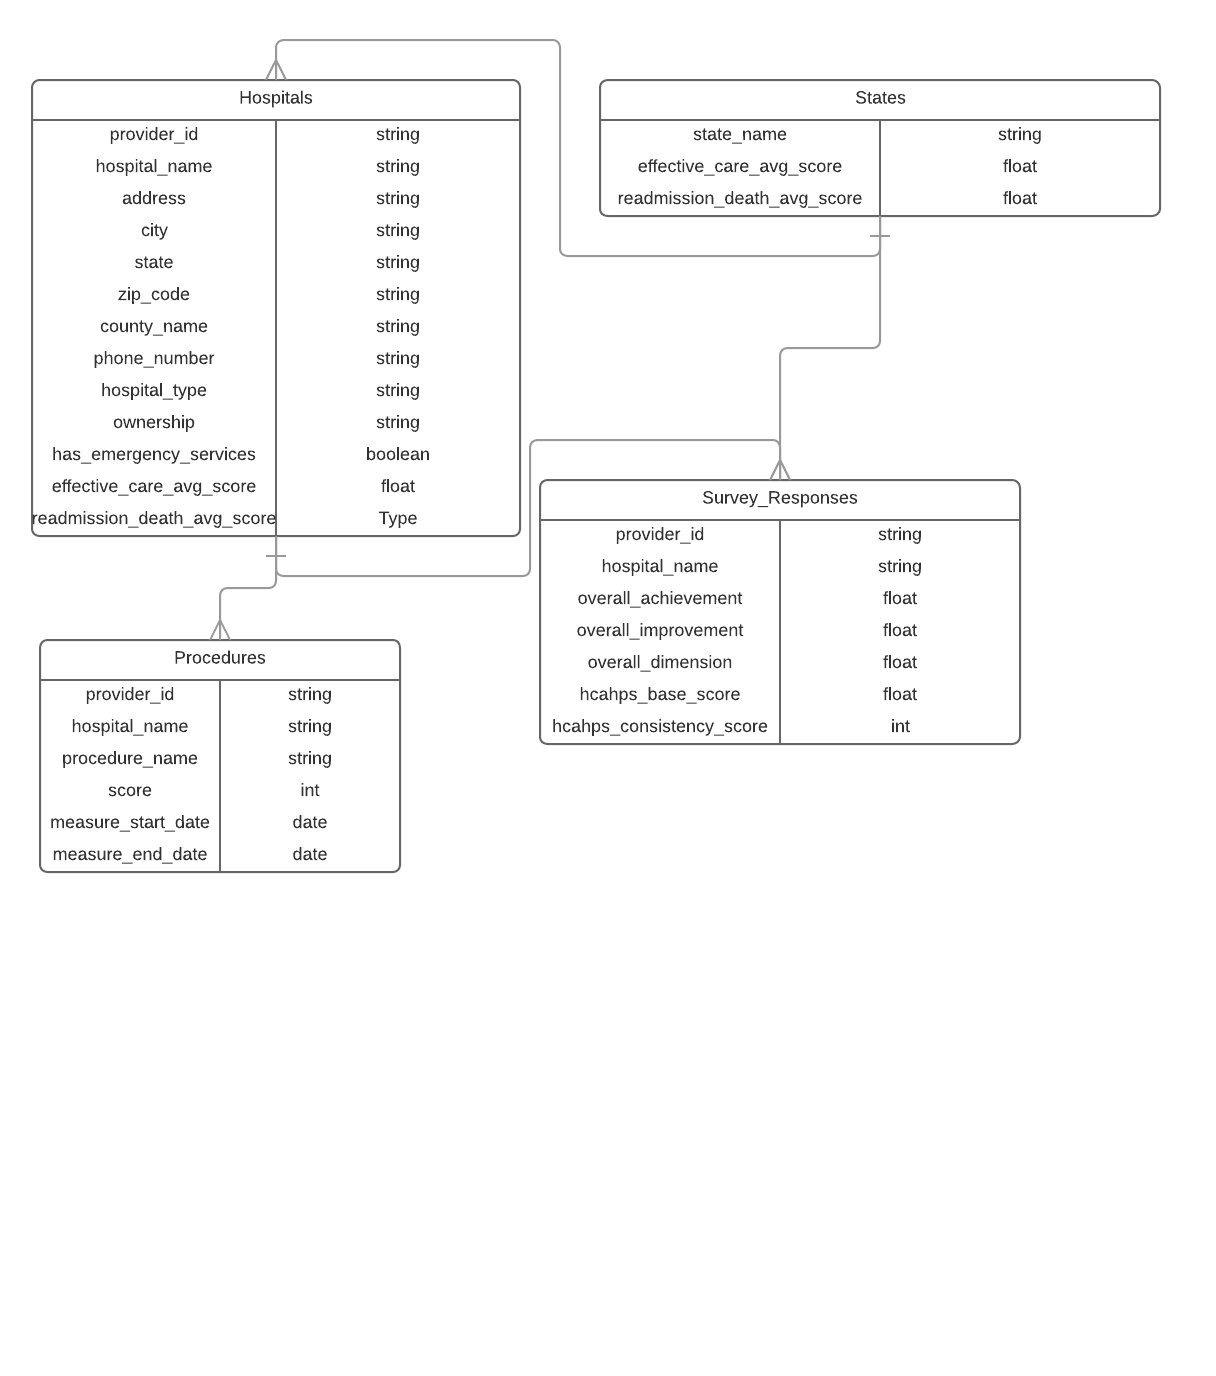 Hospitals
provider_id string
hospital_name string
address string
city string
state string
zip_code string
county_name string
phone_number string
hospital_type string
ownership string
has_emergency_services boolean
effective_care_avg_score float
readmission_death_avg_score Type
States
state_name string
effective_care_avg_score float
readmission_death_avg_score float
Survey_Responses
provider_id string
hospital_name string
overall_achievement float
overall_improvement float
overall_dimension float
hcahps_base_score float
hcahps_consistency_score int
Procedures
provider_id string
hospital_name string
procedure_name string
score int
measure_start_date date
measure_end_date date